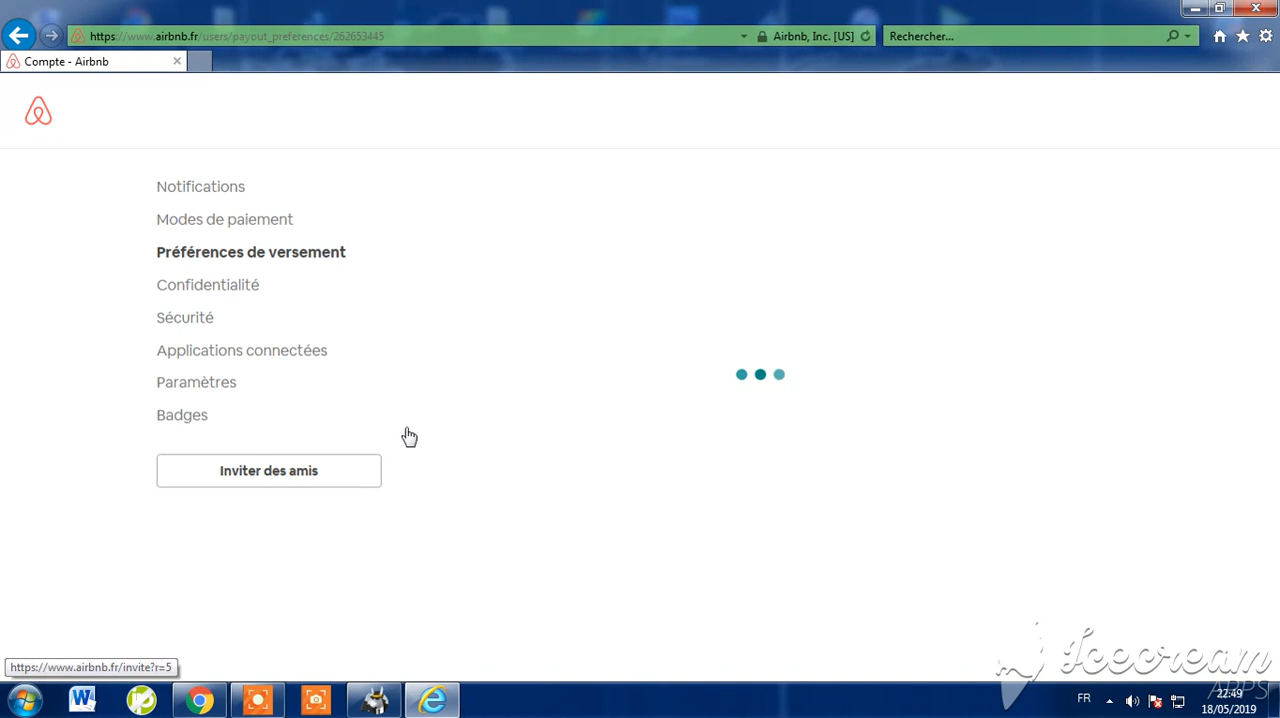 https://www.airbnb.fr/users/payout_preferences/262653445
Airbnb, Inc. [US]
Rechercher...
Compte - Airbnb
Notifications
Modes de paiement
Préférences de versement
Confidentialité
Sécurité
Applications connectées
Paramètres
Badges
Inviter des amis
https://www.airbnb.fr/invite?r=5
Icecream
APPS
FR
22:49
18/05/2019